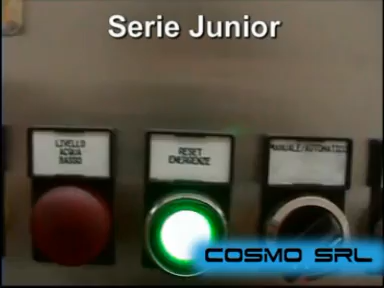 Serie Junior
LIVELLO
ACQUA
BASSO
RESET
EMERGENZE
MANUALE/AUTOMATICO
COSMO SRL